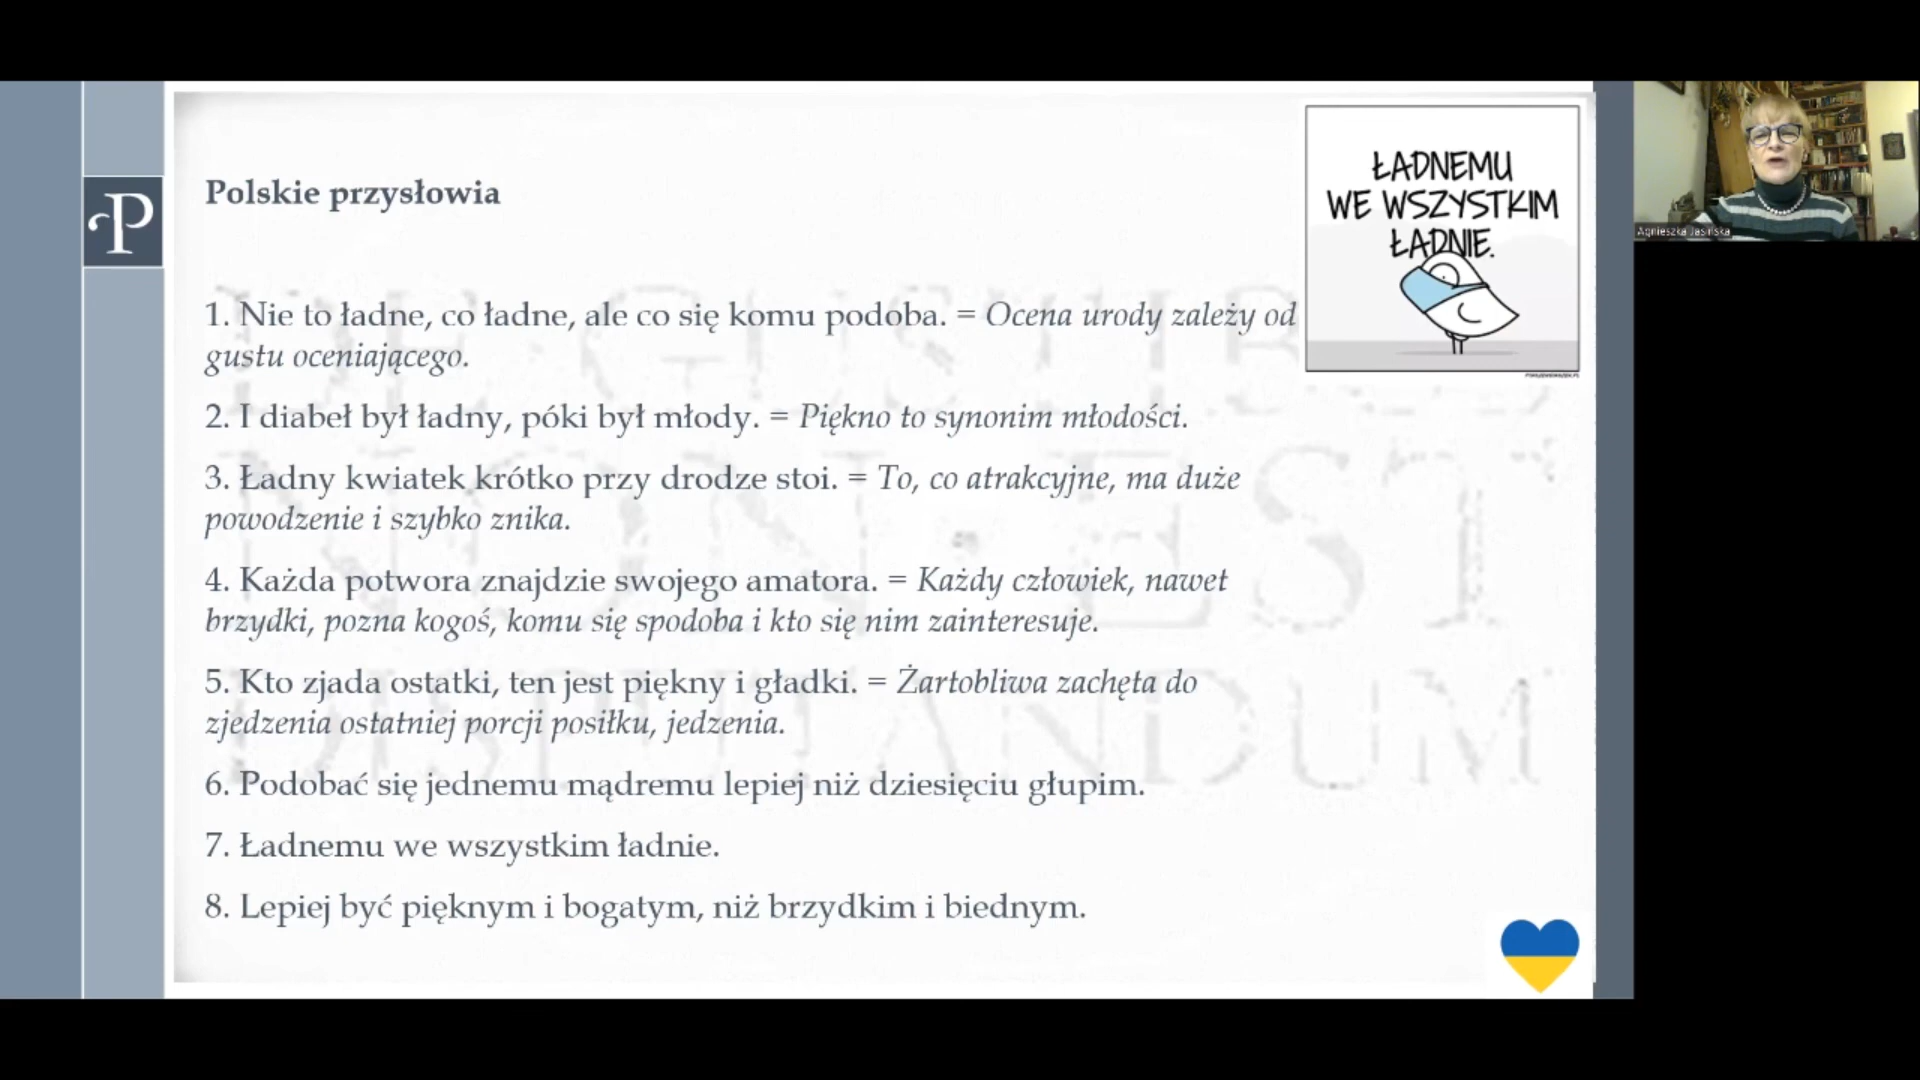 Polskie przysłowia
1. Nie to ładne, co ładne, ale co się komu podoba. = Ocena urody zależy od
gustu oceniającego.
2. I diabeł był ładny, póki był młody. = Piękno to synonim młodości.
3. Ładny kwiatek krótko przy drodze stoi. = To, co atrakcyjne, ma duże
powodzenie i szybko znika.
4. Każda potwora znajdzie swojego amatora. = Każdy człowiek, nawet
brzydki, pozna kogoś, komu się spodoba i kto się nim zainteresuje.
5. Kto zjada ostatki, ten jest piękny i gładki. = Żartobliwa zachęta do
zjedzenia ostatniej porcji posiłku, jedzenia.
6. Podobać się jednemu mądremu lepiej niż dziesięciu głupim.
7. Ładnemu we wszystkim ładnie.
8. Lepiej być pięknym i bogatym, niż brzydkim i biednym.
ŁADNEMU
WE WSZYSTKIM
ŁADNIE.
P
Agnieszka Jasińska
DE GUSTIB
NON EST
DISPUTANDUM